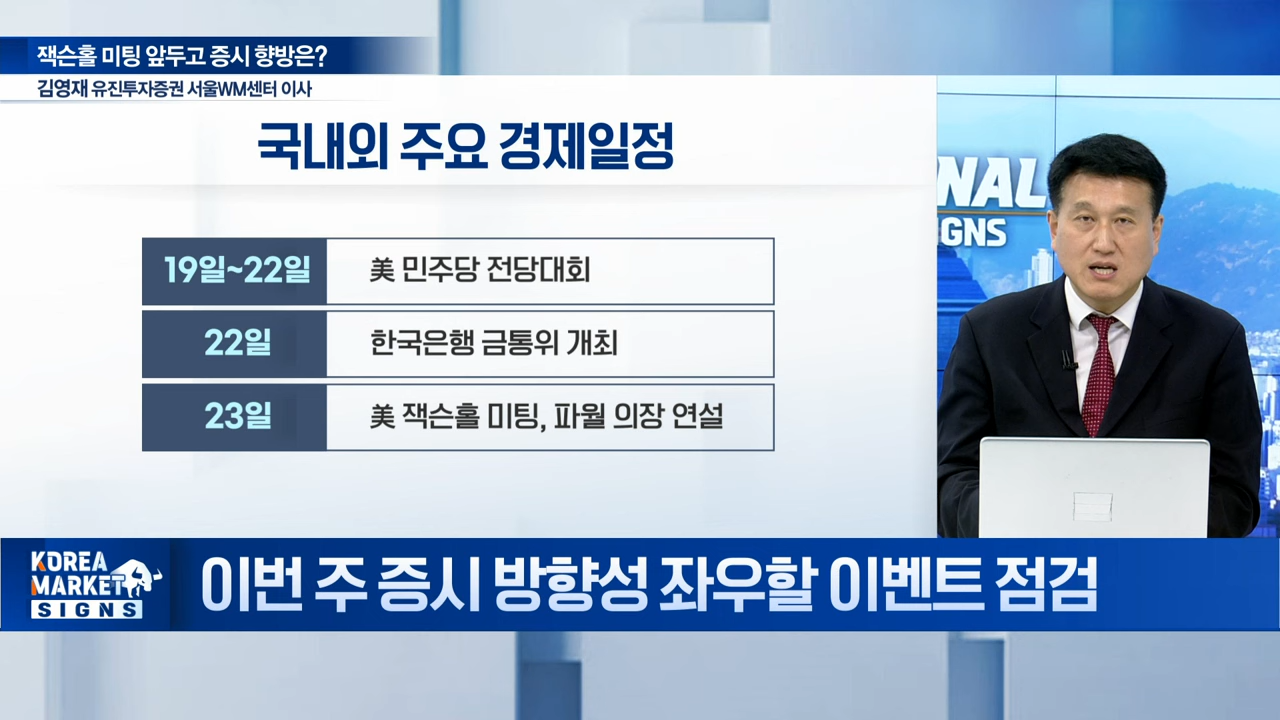 잭슨홀 미팅 앞두고 증시 향방은?
김영재 유진투자증권 서울WM센터 이사
국내외 주요 경제일정
19일~22일 美 민주당 전당대회
22일 한국은행 금통위 개최
23일 美 잭슨홀 미팅, 파월 의장 연설
NAL
IGNS
KOREA
MARKET
SIGNS
이번 주 증시 방향성 좌우할 이벤트 점검